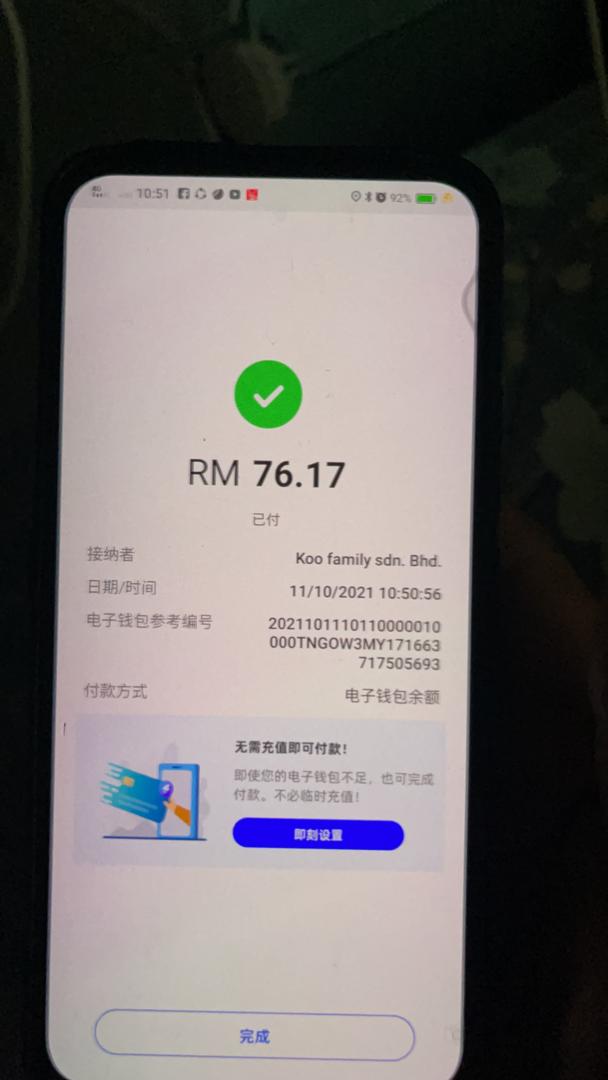 10:51
92%
RM 76.17
已付
接纳者 Koo family sdn. Bhd.
日期/时间 11/10/2021 10:50:56
电子钱包参考编号 2021101110110000010
000TNGOW3MY171663
717505693
付款方式 电子钱包余额
无需充值即可付款!
即使您的电子钱包不足，也可完成
付款。不必临时充值!
即刻设置
完成